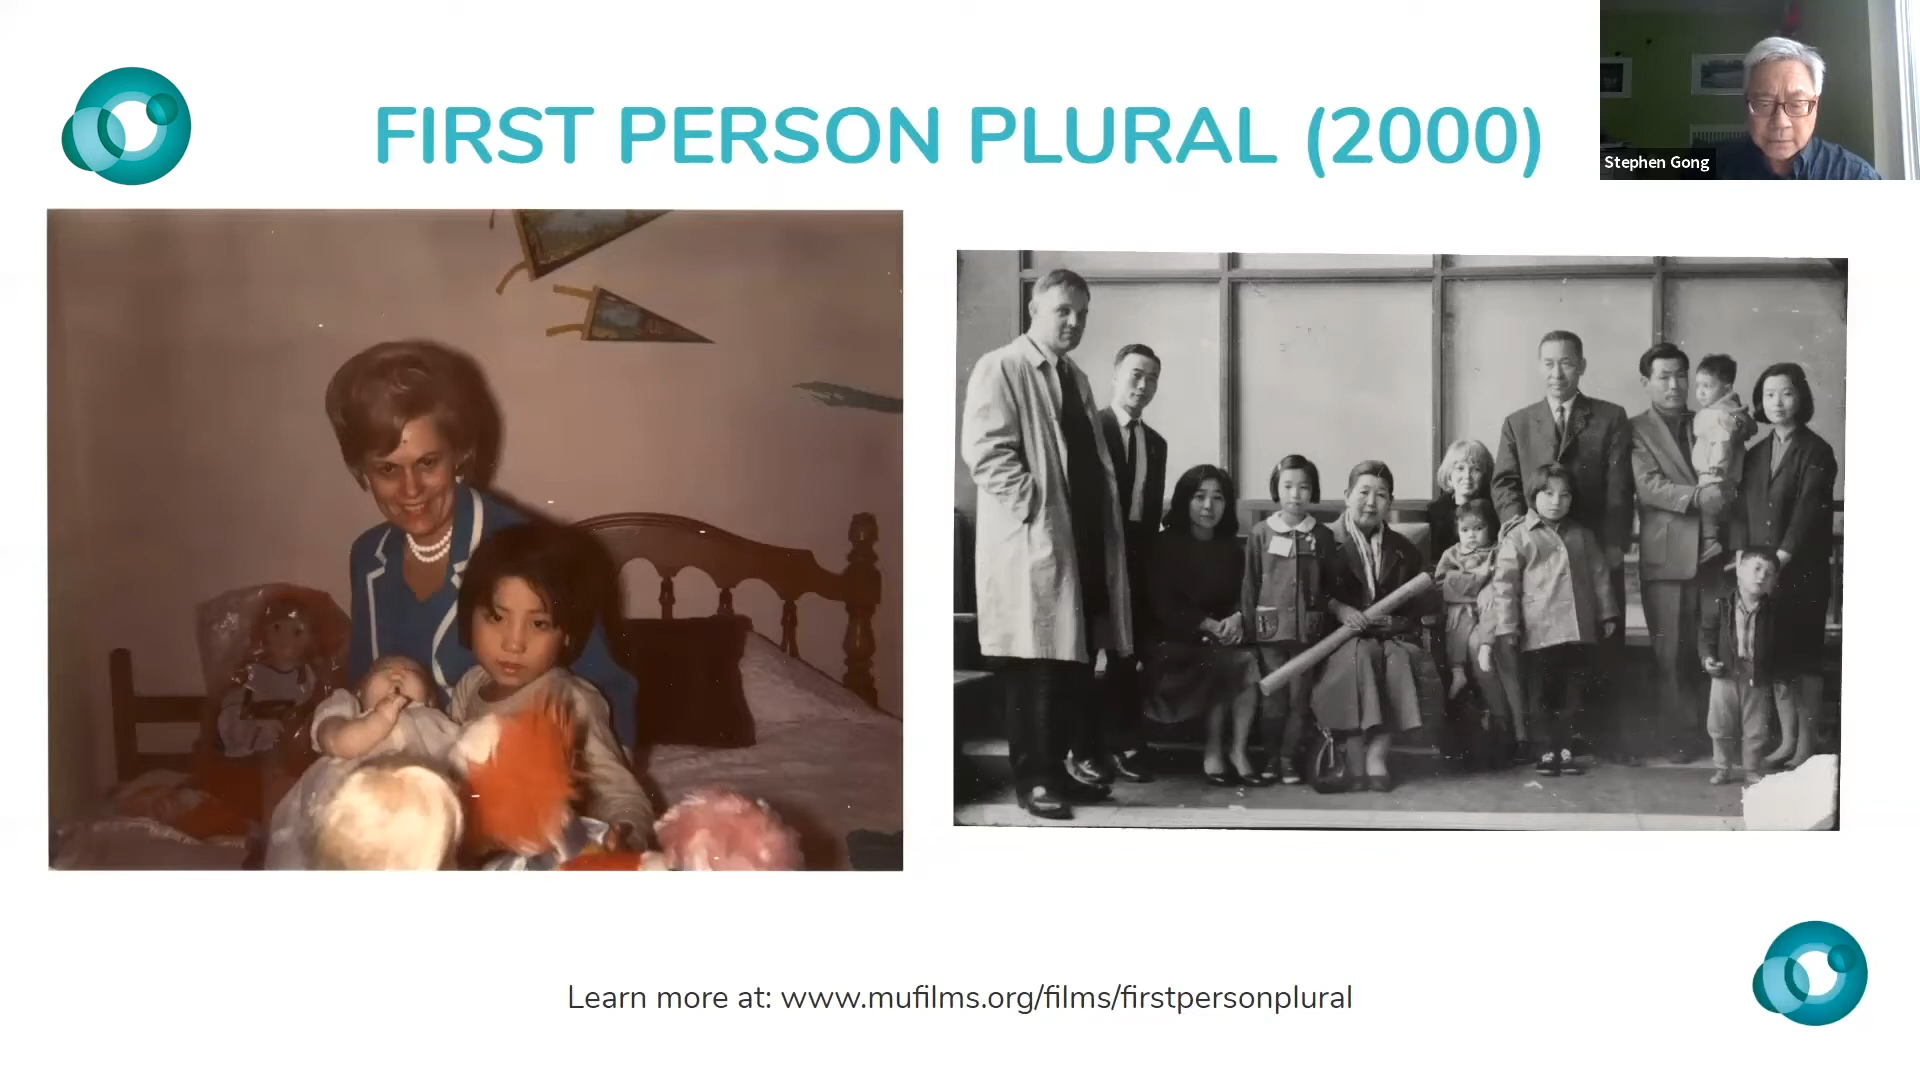 FIRST PERSON PLURAL (2000)
Stephen Gong
Learn more at: www.mufilms.org/films/firstpersonplural